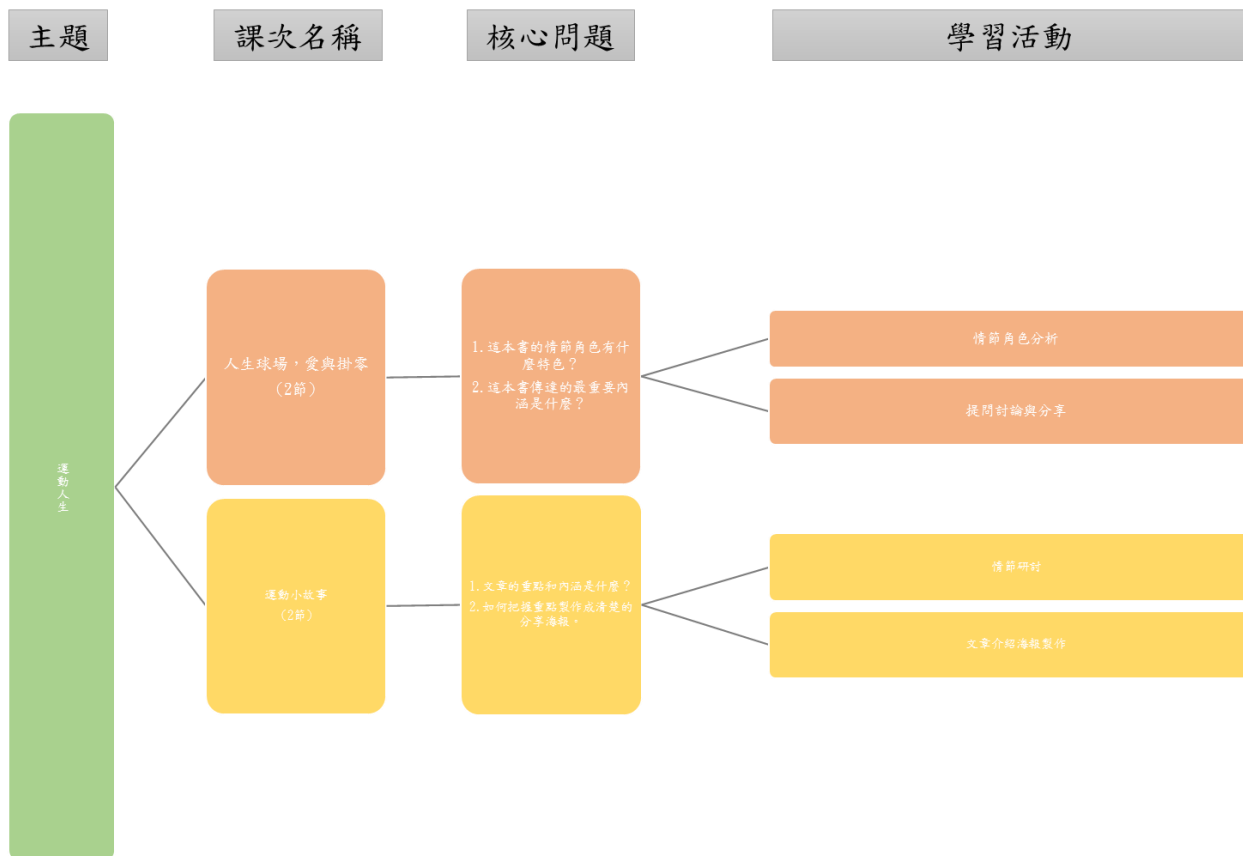 主題
課次名稱
核心問題
學習活動
運動人生
人生球場，愛與掛零
(2節)
1.這本書的情節角色有什
麼特色？
2.這本書傳達的最重要內
涵是什麼？
情節角色分析
提問討論與分享
運動小故事
(2節)
1.文章的重點和內涵是什麼？
2.如何把握重點製作成清楚的
分享海報。
情節研討
文章介紹海報製作